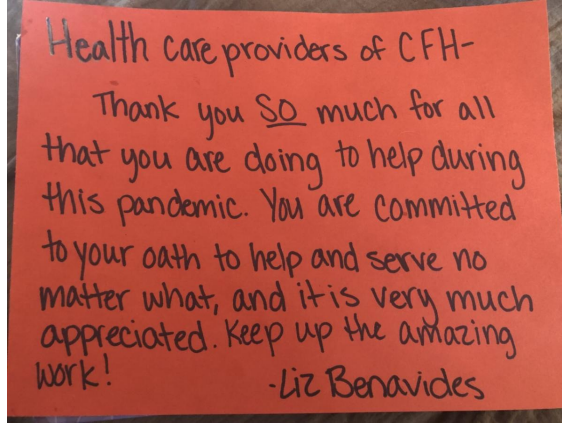 Health care providers of CFH-
Thank you SO much for all
that you are doing to help during
this pandemic. You are committed
to your oath to help and serve no
matter what, and it is very much
appreciated. Keep up the amazing
work!
-Liz Benavides